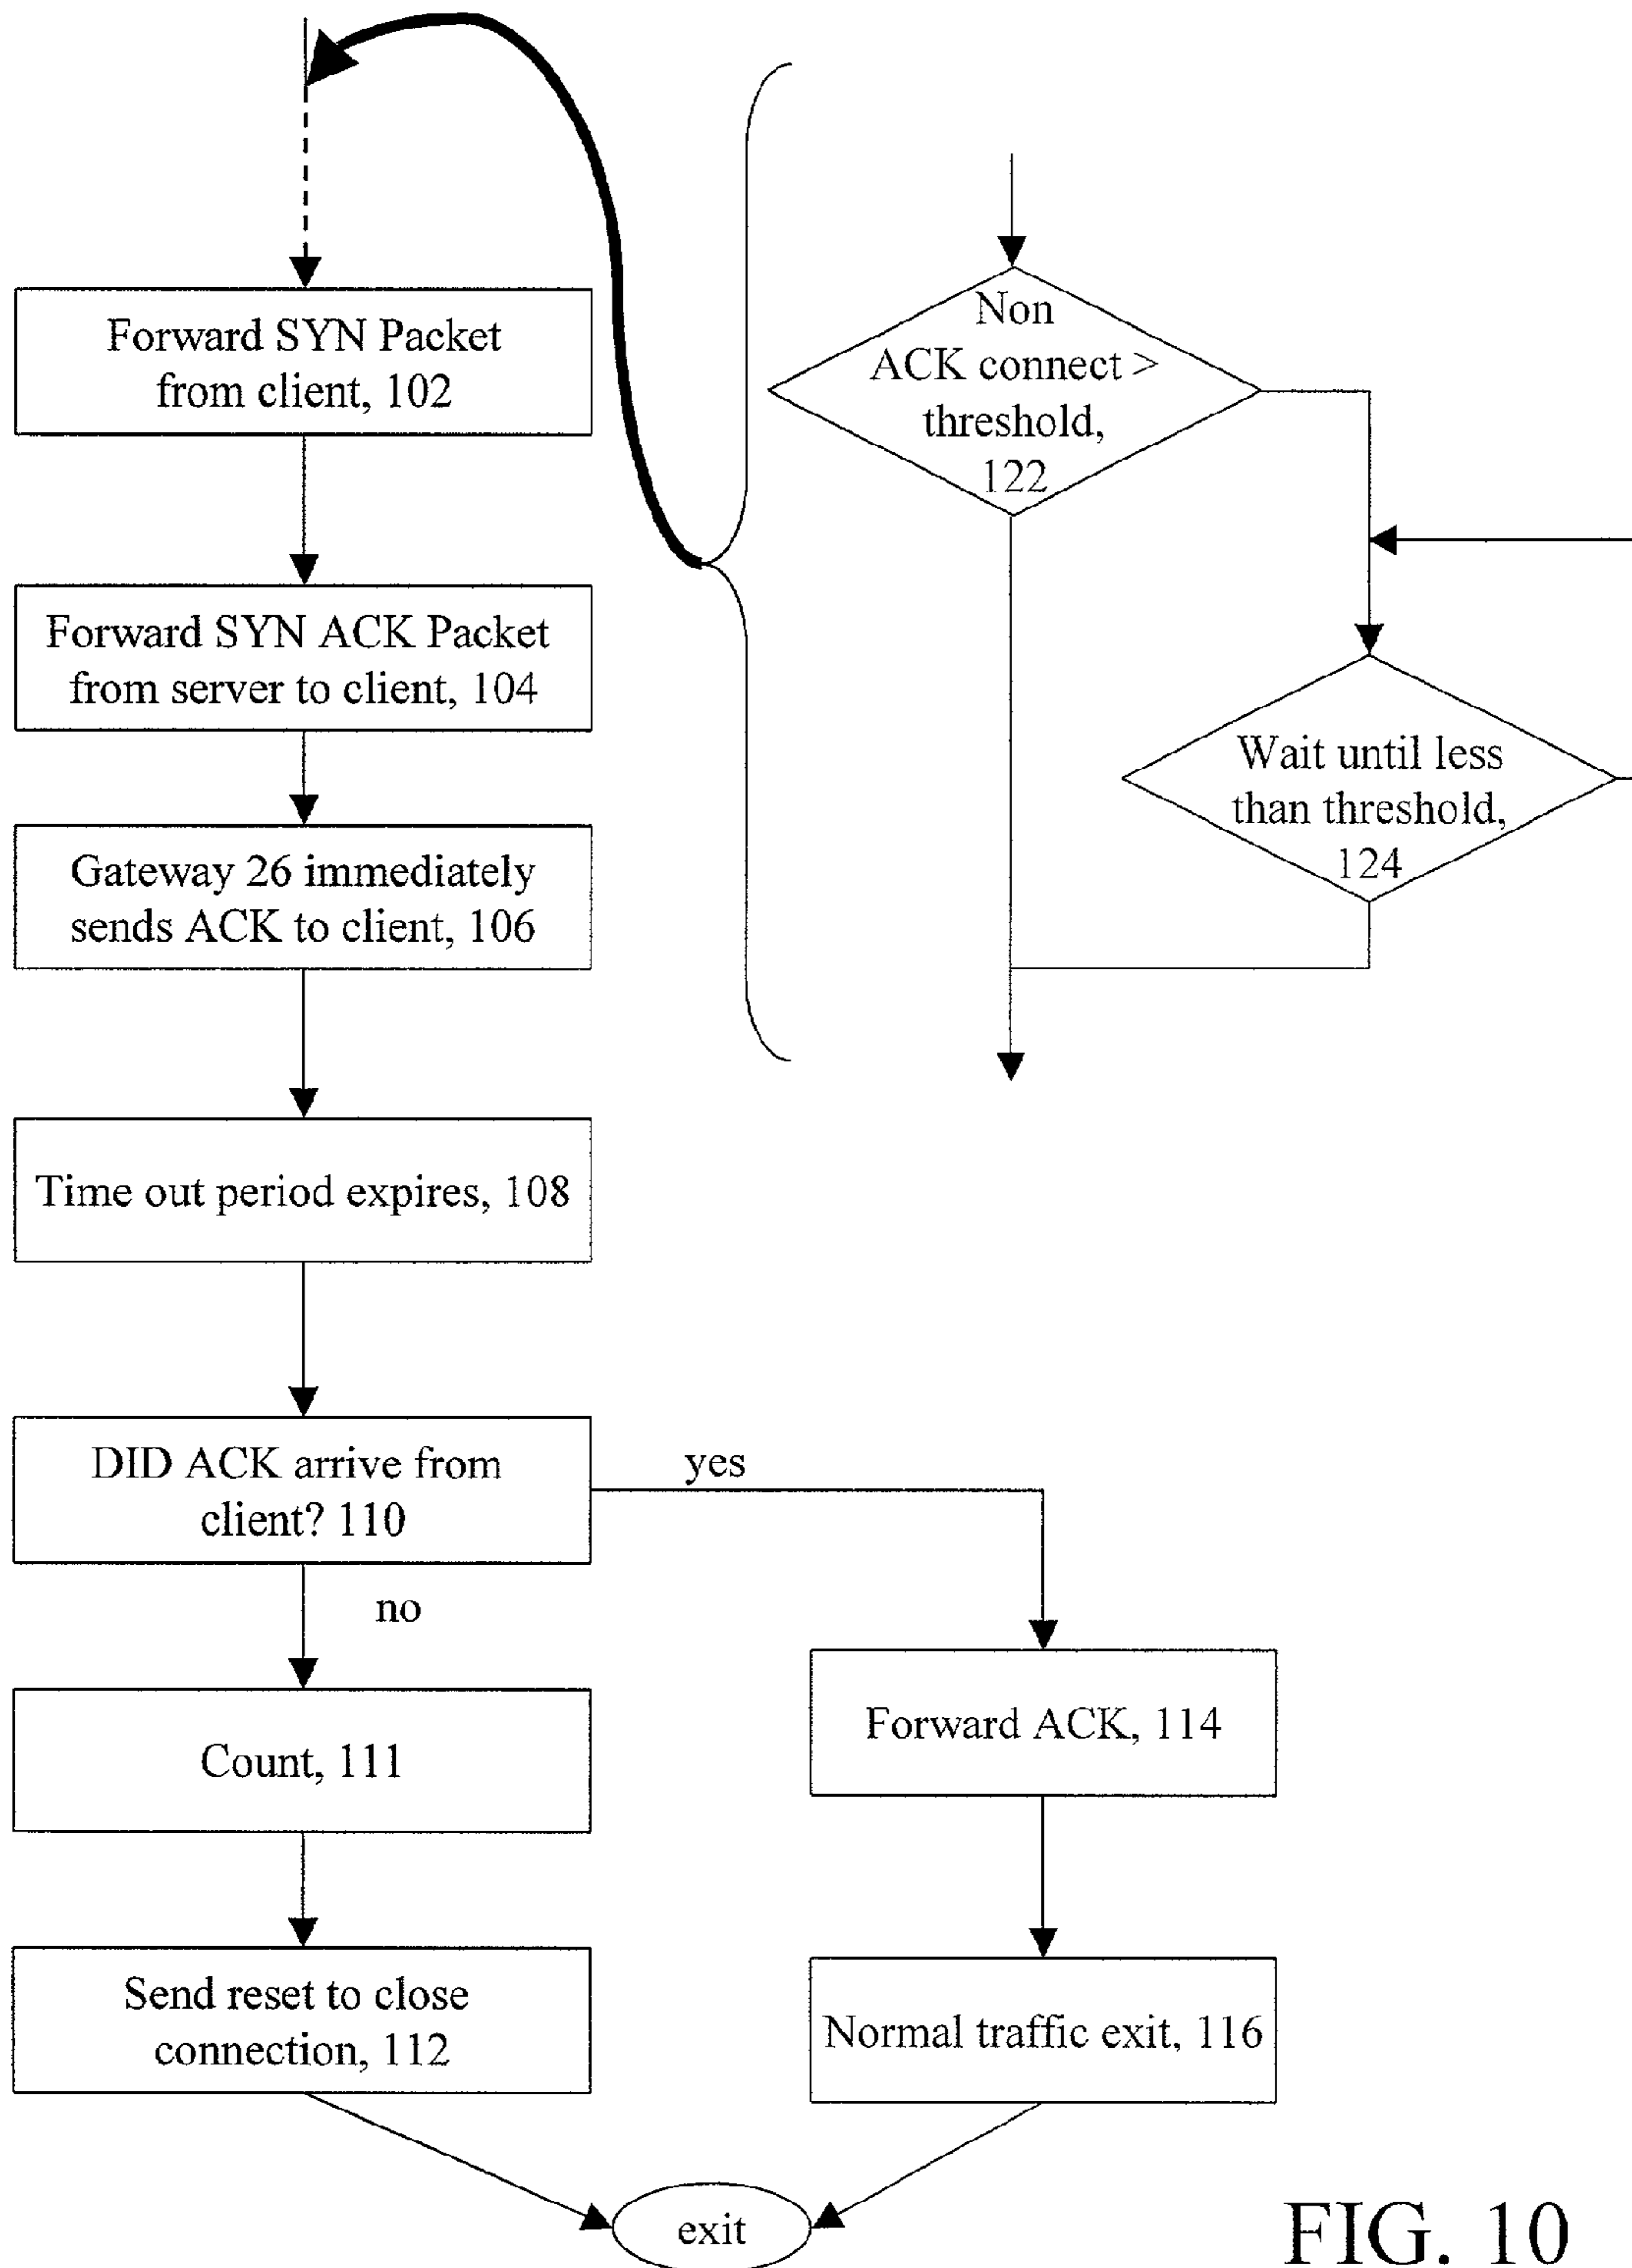 Forward SYN Packet
from client, 102
Forward SYN ACK Packet
from server to client, 104
Gateway 26 immediately
sends ACK to client, 106
Time out period expires, 108
DID ACK arrive from
client? 110
yes
no
Count, 111
Send reset to close
connection, 112
Forward ACK, 114
Normal traffic exit, 116
exit
Non
ACK connect >
threshold,
122
Wait until less
than threshold,
124
FIG. 10